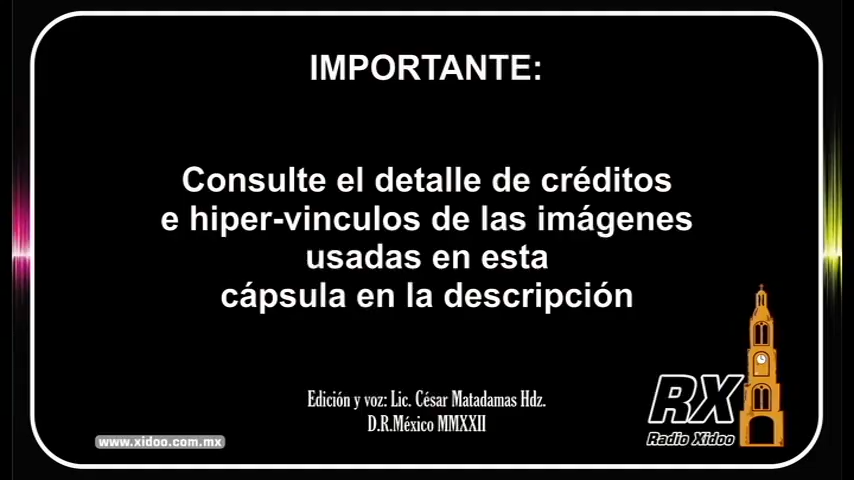 IMPORTANTE:
Consulte el detalle de créditos
e hiper-vinculos de las imágenes
usadas en esta
cápsula en la descripción
Edición y voz: Lic. César Matadamas Hdz.
D.R.México MMXXII
www.xidoo.com.mx
RX
Radio Xidoo